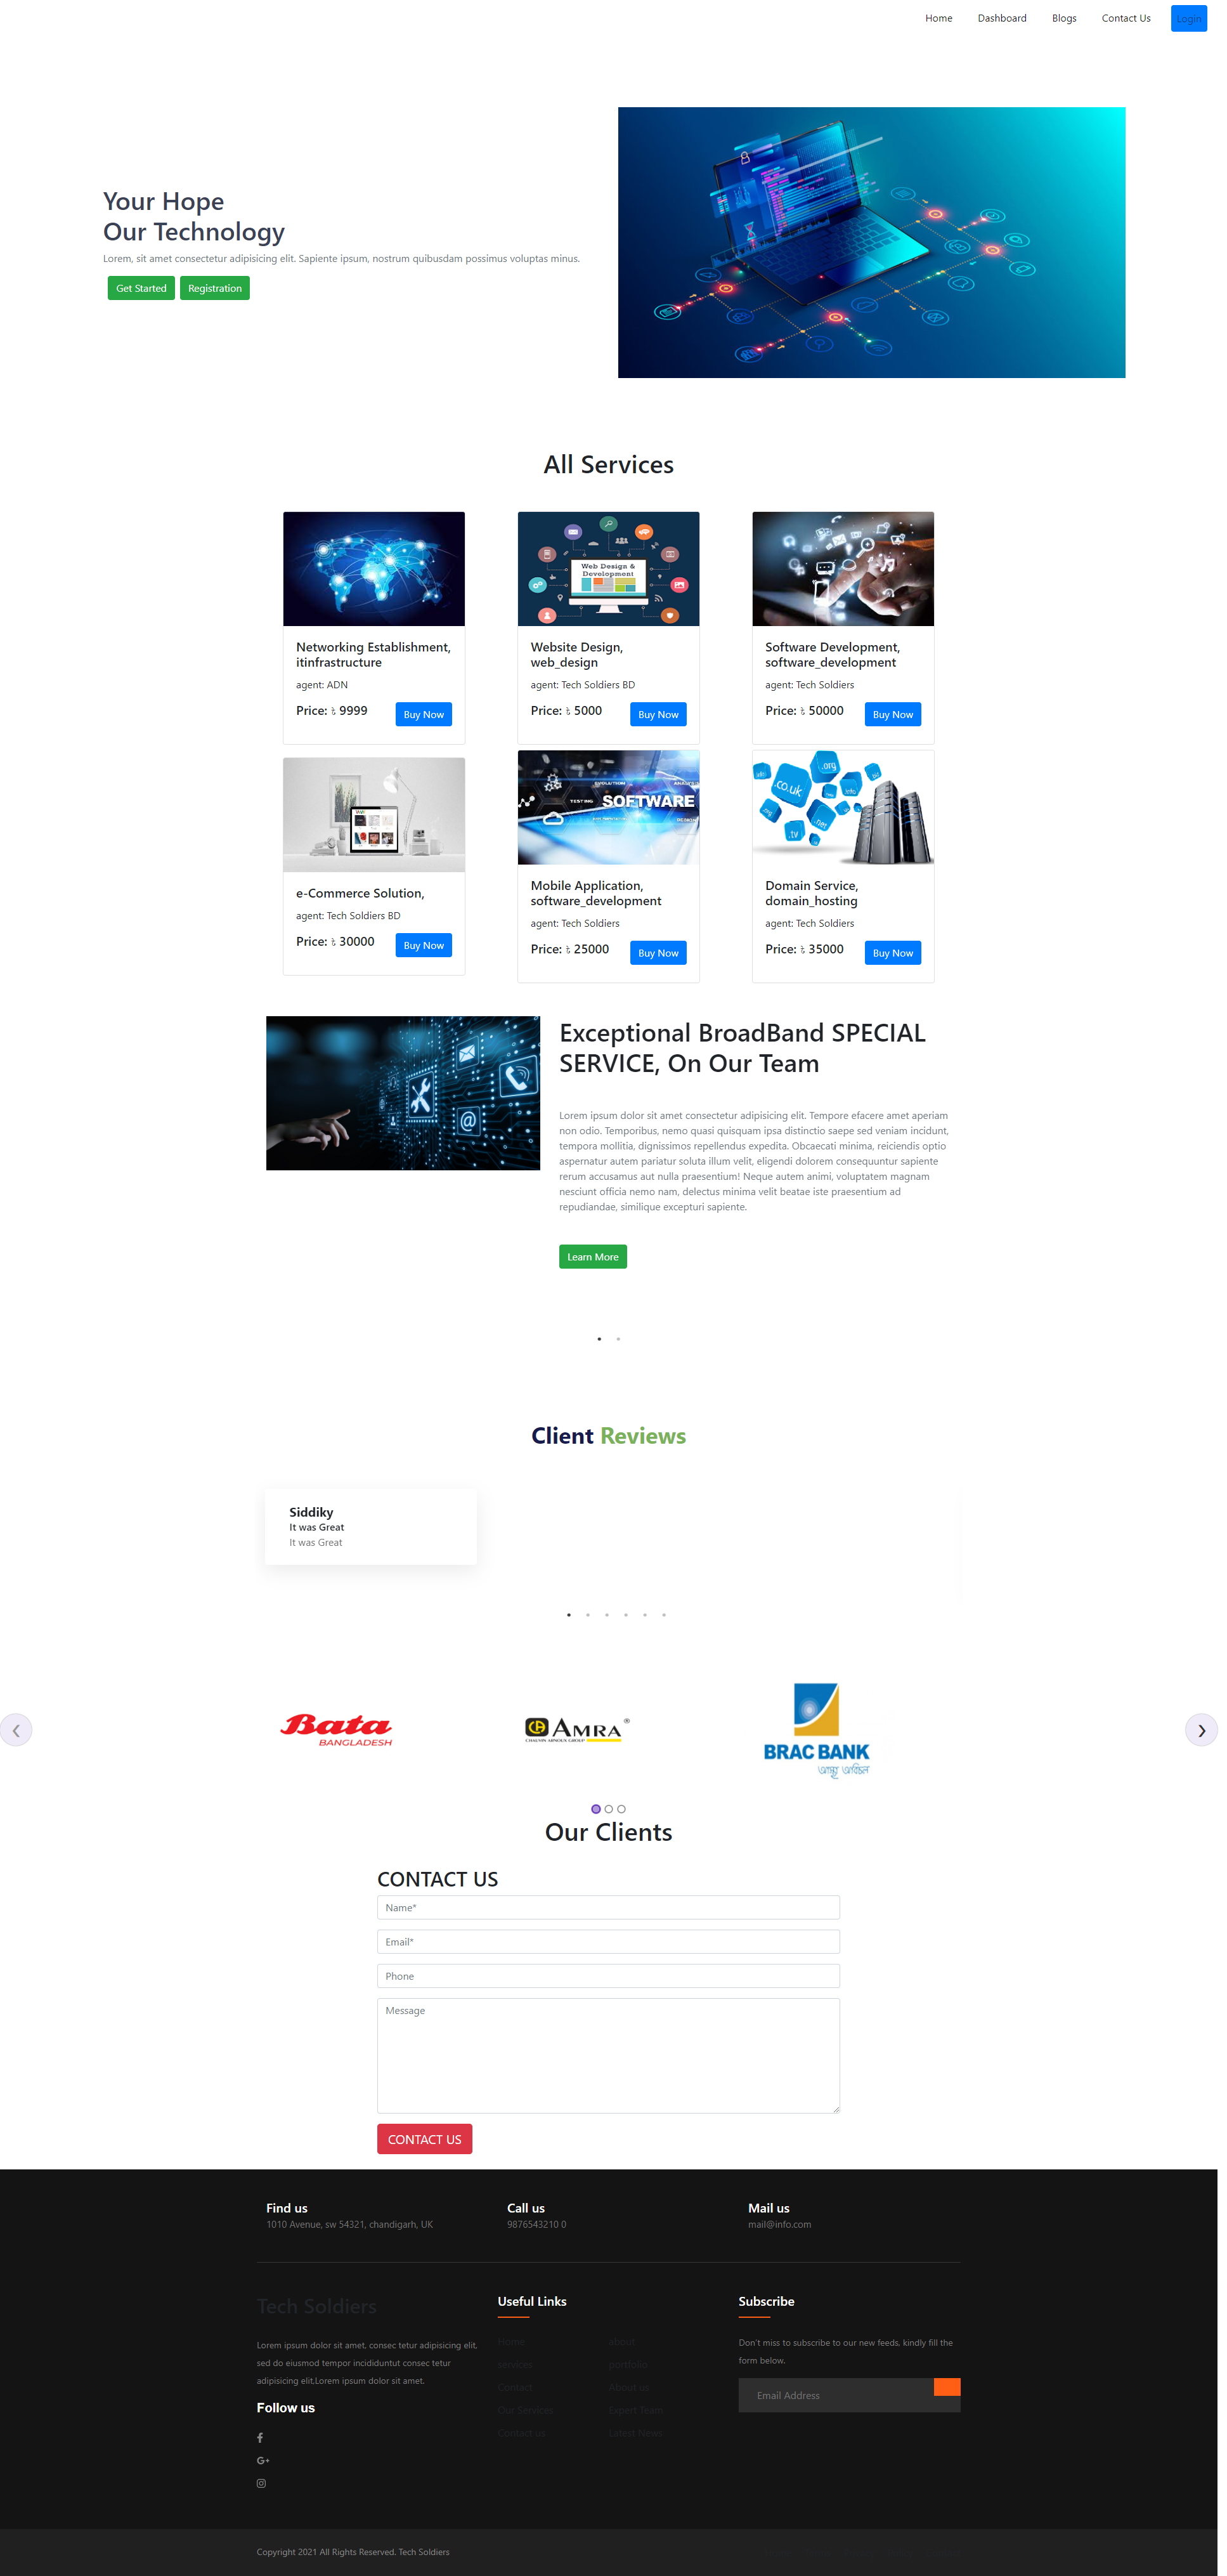 Home Dashboard Blogs Contact Us Login
Your Hope
Our Technology
Lorem, sit amet consectetur adipisicing elit. Sapiente ipsum, nostrum quibusdam possimus voluptas minus.
Get Started Registration
All Services
Web Design &
Development
Networking Establishment,
itinfrastructure
agent: ADN
Price: ৳ 9999 Buy Now
Website Design,
web_design
agent: Tech Soldiers BD
Price: ৳ 5000 Buy Now
Software Development,
software_development
agent: Tech Soldiers
Price: ৳ 50000 Buy Now
e-Commerce Solution,
agent: Tech Soldiers BD
Price: ৳ 30000 Buy Now
TESTING SOFTWARE
Mobile Application,
software_development
agent: Tech Soldiers
Price: ৳ 25000 Buy Now
.org
.co.uk
.net
.tv
Domain Service,
domain_hosting
agent: Tech Soldiers
Price: ৳ 35000 Buy Now
Exceptional BroadBand SPECIAL
SERVICE, On Our Team
Lorem ipsum dolor sit amet consectetur adipisicing elit. Tempore efacere amet aperiam
non odio. Temporibus, nemo quasi quisquam ipsa distinctio saepe sed veniam incidunt,
tempora mollitia, dignissimos repellendus expedita. Obcaecati minima, reiciendis optio
aspernatur autem pariatur soluta illum velit, eligendi dolorem consequuntur sapiente
rerum accusamus aut nulla praesentium! Neque autem animi, voluptatem magnam
nesciunt officia nemo nam, delectus minima velit beatae iste praesentium ad
repudiandae, similique excepturi sapiente.
Learn More
Client Reviews
Siddiky
It was Great
It was Great
Bata
BANGLADESH
AMRA®
CHAUVIN ARNOUX GROUP
BRAC BANK
Our Clients
CONTACT US
Name*
Email*
Phone
Message
CONTACT US
Find us
1010 Avenue, sw 54321, chandigarh, UK
Call us
9876543210 0
Mail us
mail@info.com
Tech Soldiers
Lorem ipsum dolor sit amet, consec tetur adipisicing elit,
sed do eiusmod tempor incididuntut consec tetur
adipisicing elit,Lorem ipsum dolor sit amet.
Follow us
Useful Links
Home about
services portfolio
Contact About us
Our Services Expert Team
Contact us Latest News
Subscribe
Don't miss to subscribe to our new feeds, kindly fill the
form below.
Email Address
Copyright 2021 All Rights Reserved. Tech Soldiers